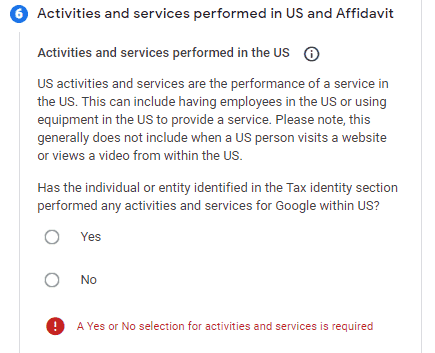 6 Activities and services performed in US and Affidavit
Activities and services performed in the US
US activities and services are the performance of a service in
the US. This can include having employees in the US or using
equipment in the US to provide a service. Please note, this
generally does not include when a US person visits a website
or views a video from within the US.
Has the individual or entity identified in the Tax identity section
performed any activities and services for Google within US?
Yes
No
A Yes or No selection for activities and services is required